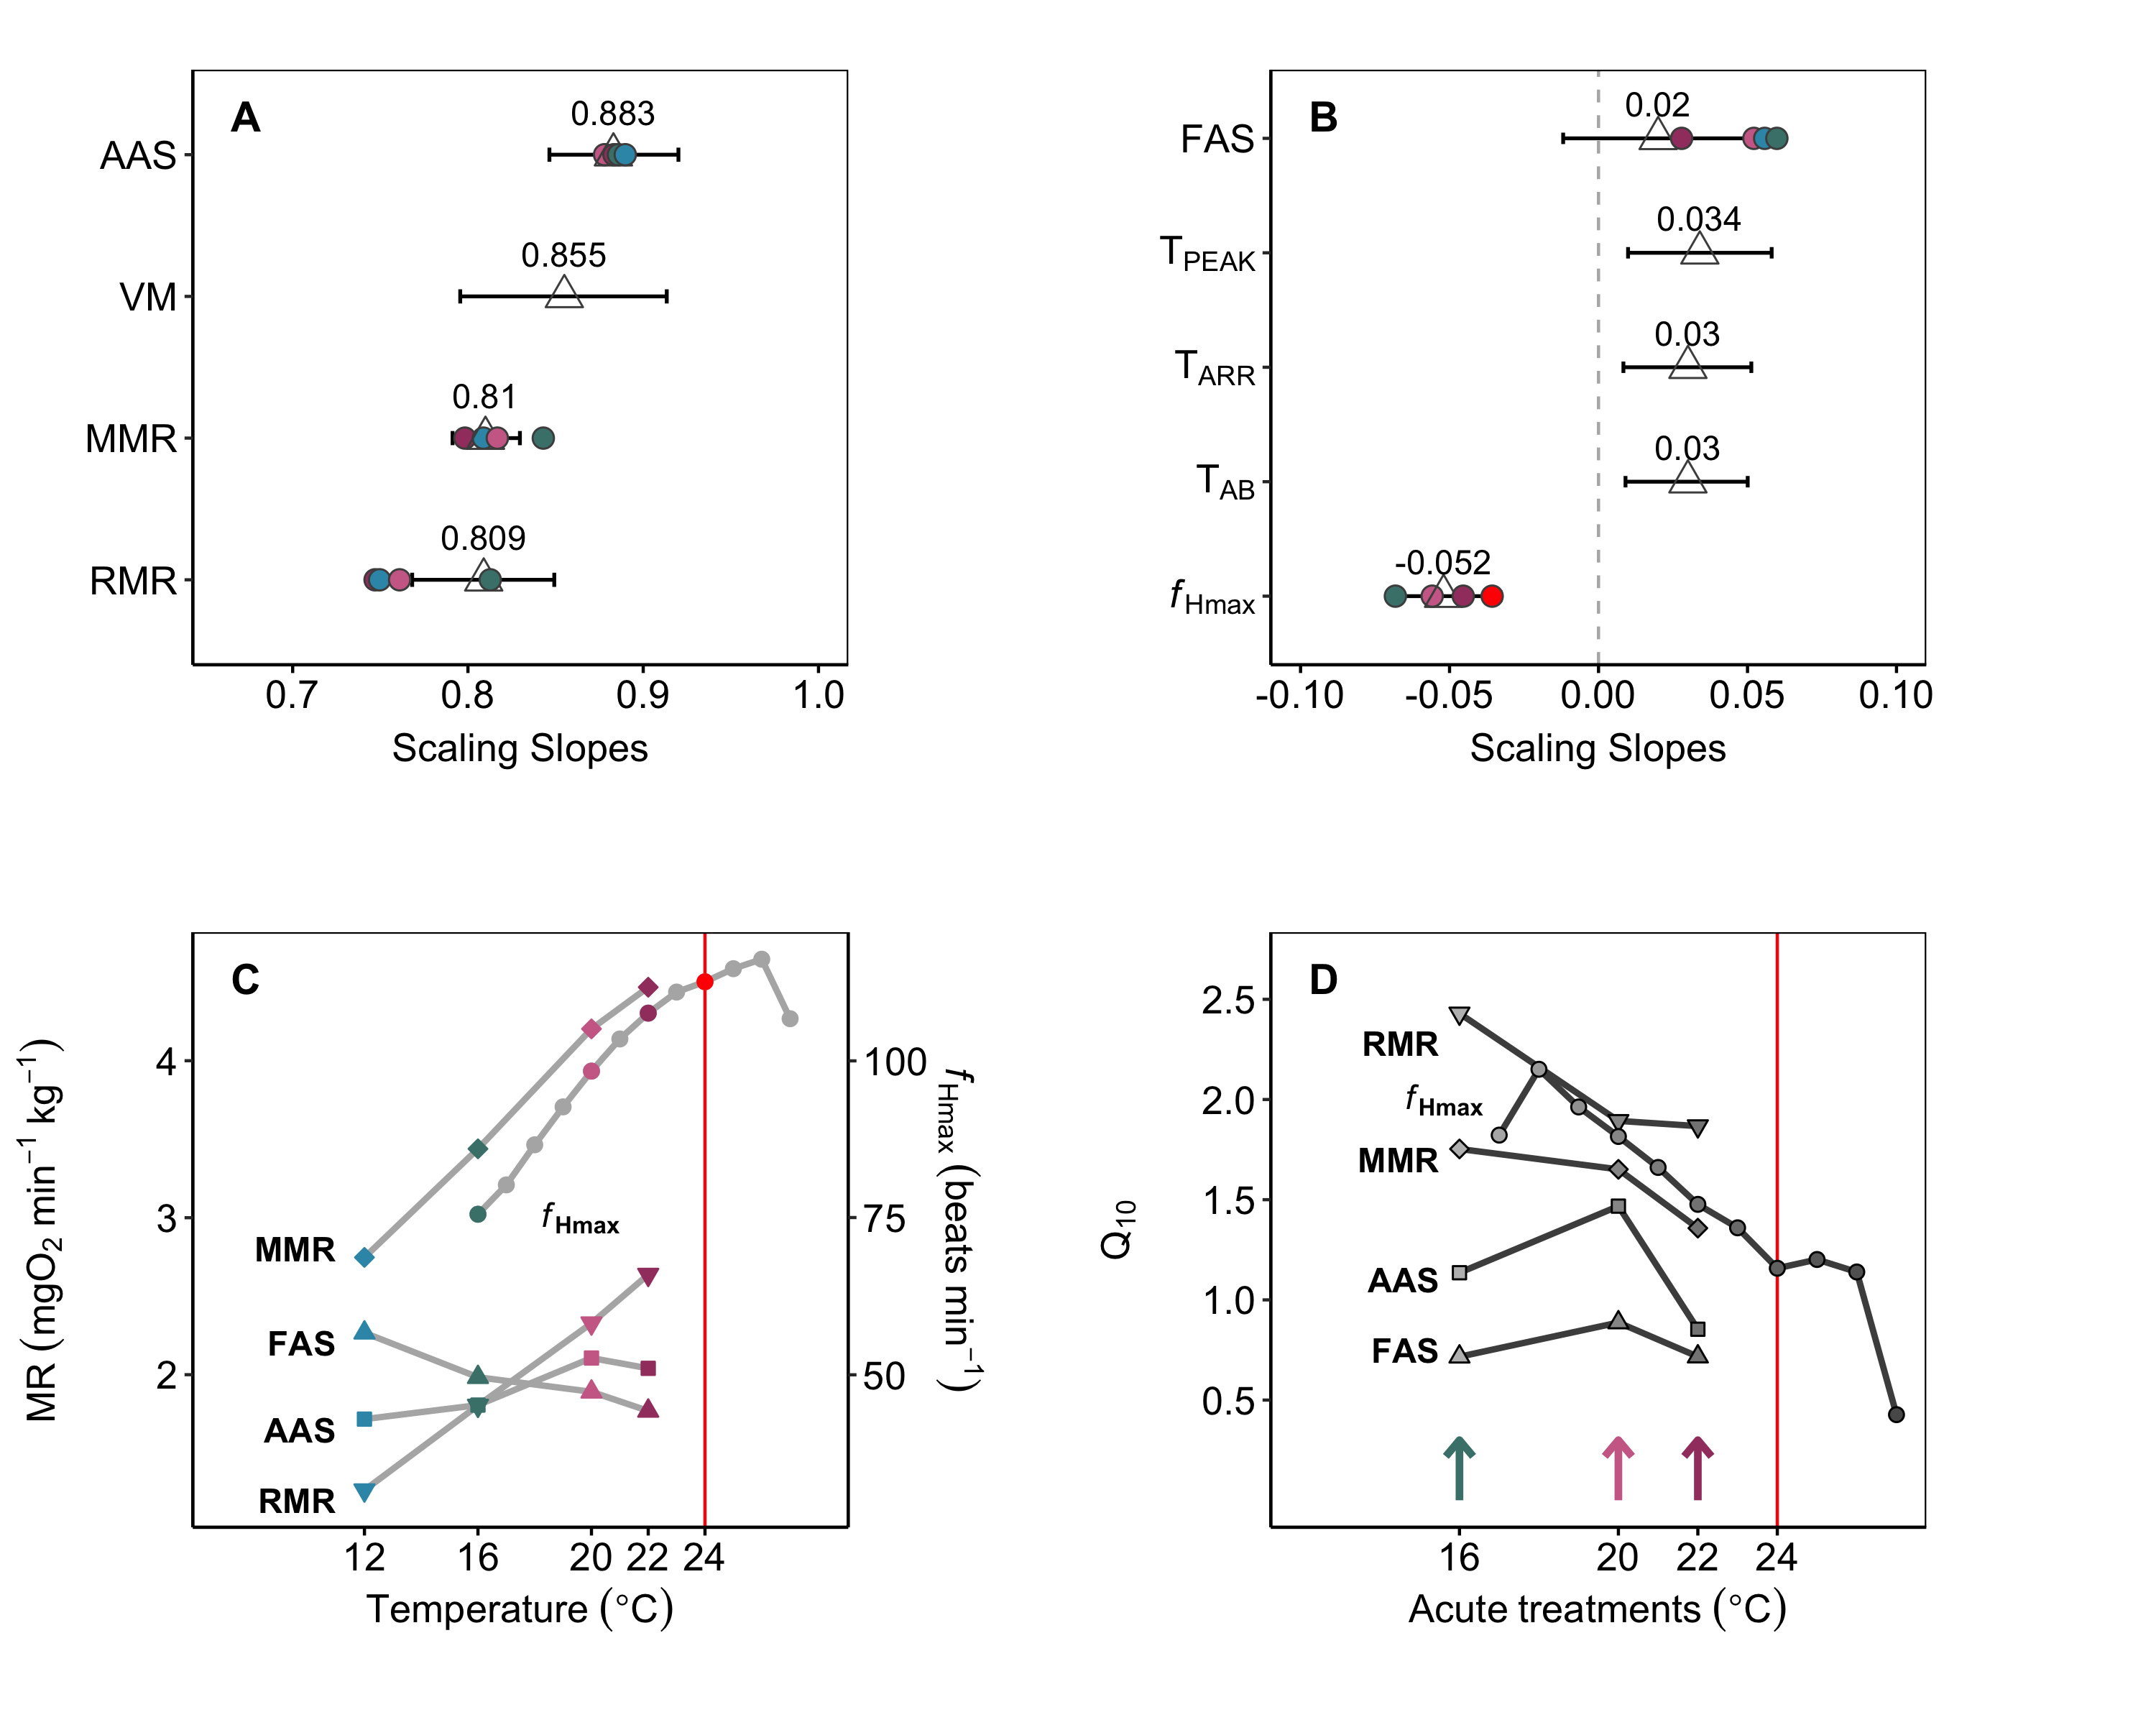 A
AAS
VM
MMR
RMR
0.883
0.855
0.81
0.809
0.7 0.8 0.9 1.0
Scaling Slopes
B
FAS
TPEAK
TARR
TAB
fHmax
0.02
0.034
0.03
0.03
-0.052
-0.10 -0.05 0.00 0.05 0.10
Scaling Slopes
C
MR (mgO₂ min⁻¹ kg⁻¹)
4
3
2
MMR
FAS
AAS
RMR
fHmax
100
75
50
fHmax (beats min⁻¹)
12 16 20 22 24
Temperature (°C)
D
Q₁₀
2.5
2.0
1.5
1.0
0.5
RMR
fHmax
MMR
AAS
FAS
16 20 22 24
Acute treatments (°C)